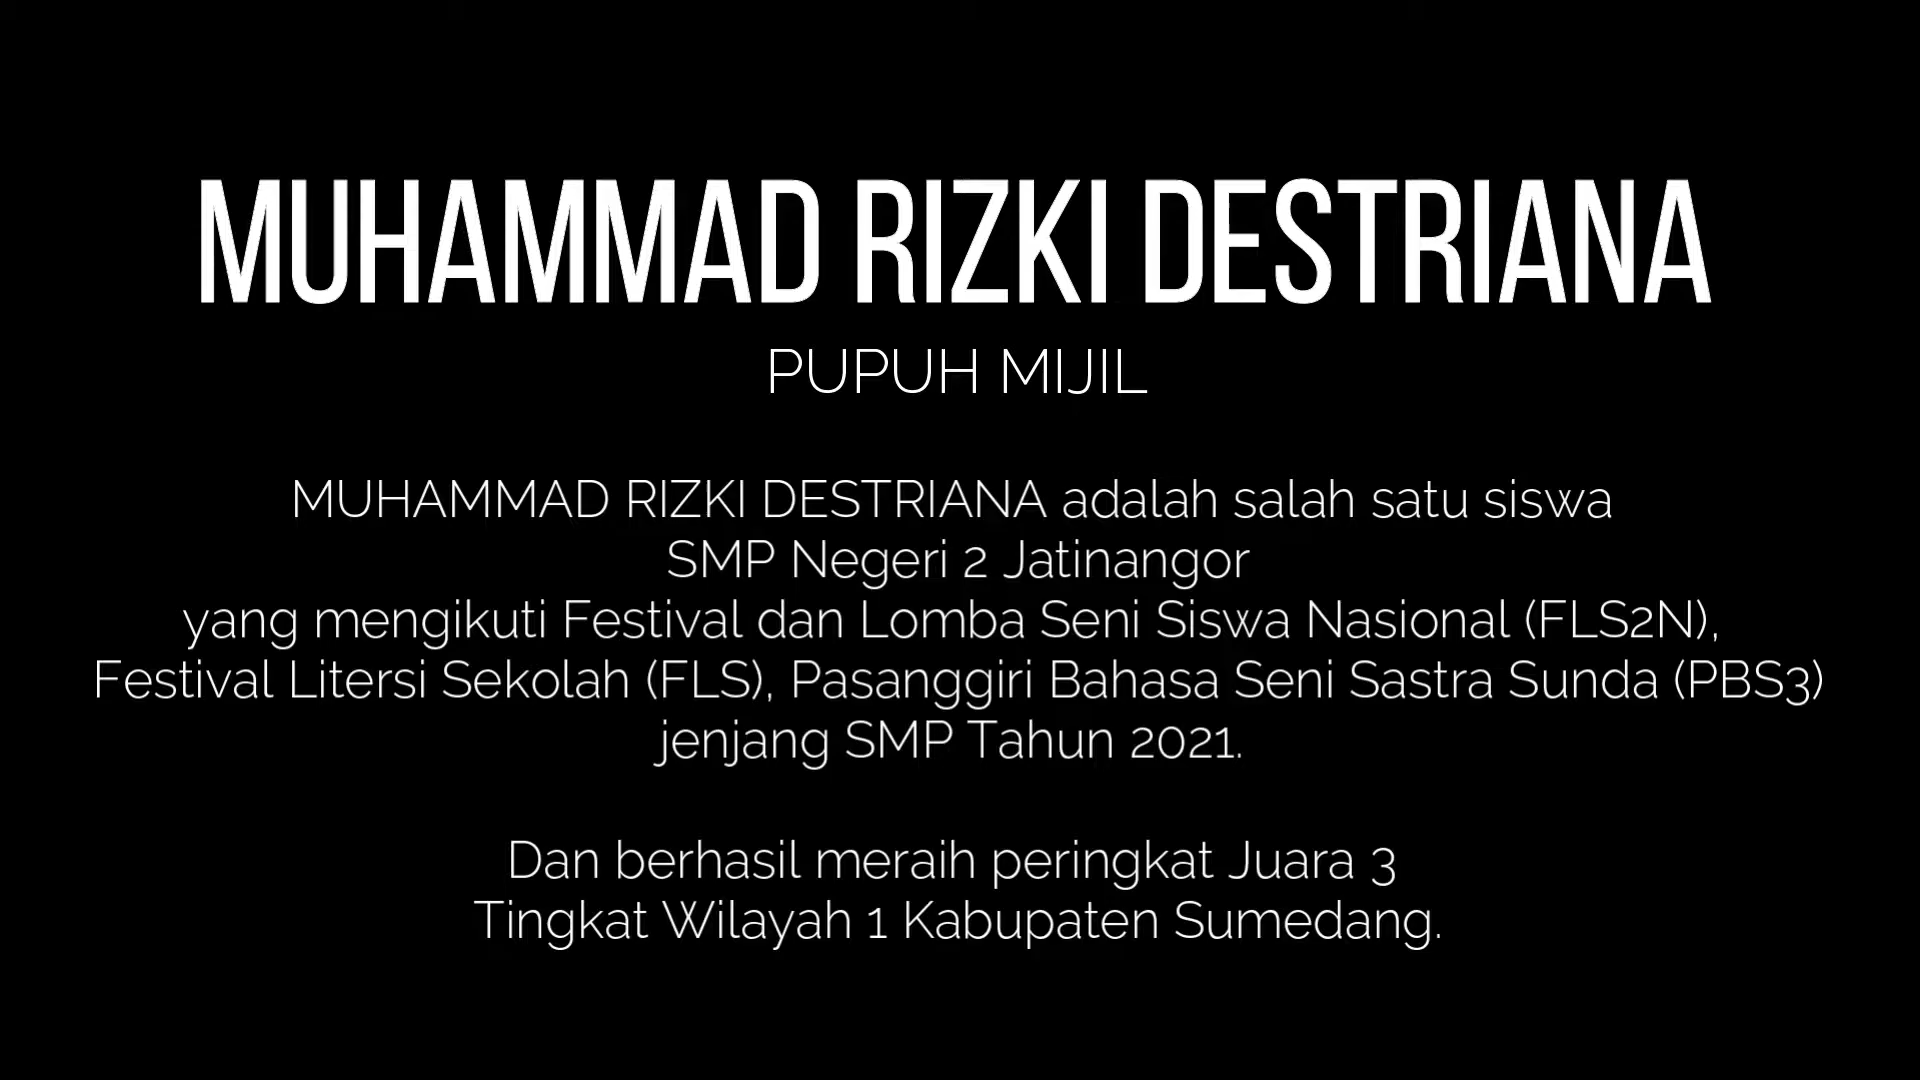 MUHAMMAD RIZKI DESTRIANA
PUPUH MIJIL
MUHAMMAD RIZKI DESTRIANA adalah salah satu siswa
SMP Negeri 2 Jatinangor
yang mengikuti Festival dan Lomba Seni Siswa Nasional (FLS2N),
Festival Litersi Sekolah (FLS), Pasanggiri Bahasa Seni Sastra Sunda (PBS3)
jenjang SMP Tahun 2021.
Dan berhasil meraih peringkat Juara 3
Tingkat Wilayah 1 Kabupaten Sumedang.